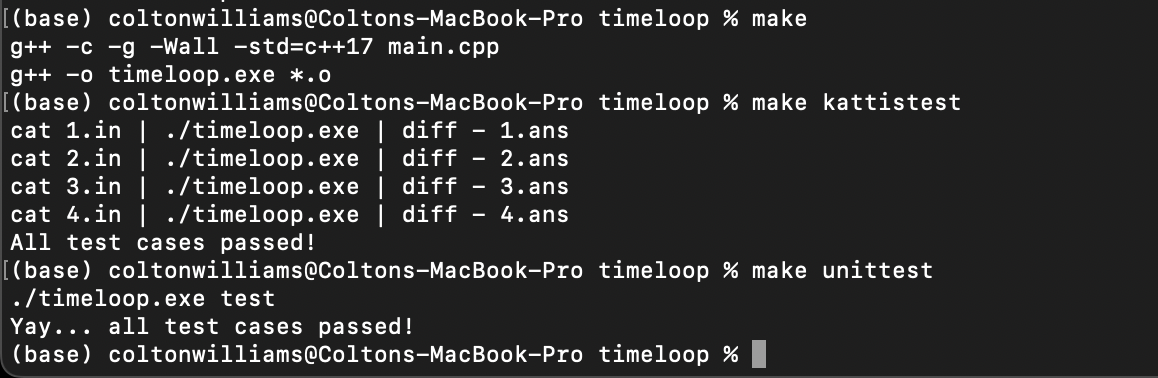 [(base) coltonwilliams@Coltons-MacBook-Pro timeloop % make
g++ -c -g -Wall -std=c++17 main.cpp
g++ -o timeloop.exe *.o
[(base) coltonwilliams@Coltons-MacBook-Pro timeloop % make kattistest
cat 1.in | ./timeloop.exe | diff - 1.ans
cat 2.in | ./timeloop.exe | diff - 2.ans
cat 3.in | ./timeloop.exe | diff - 3.ans
cat 4.in | ./timeloop.exe | diff - 4.ans
All test cases passed!
[(base) coltonwilliams@Coltons-MacBook-Pro timeloop % make unittest
./timeloop.exe test
Yay... all test cases passed!
(base) coltonwilliams@Coltons-MacBook-Pro timeloop %